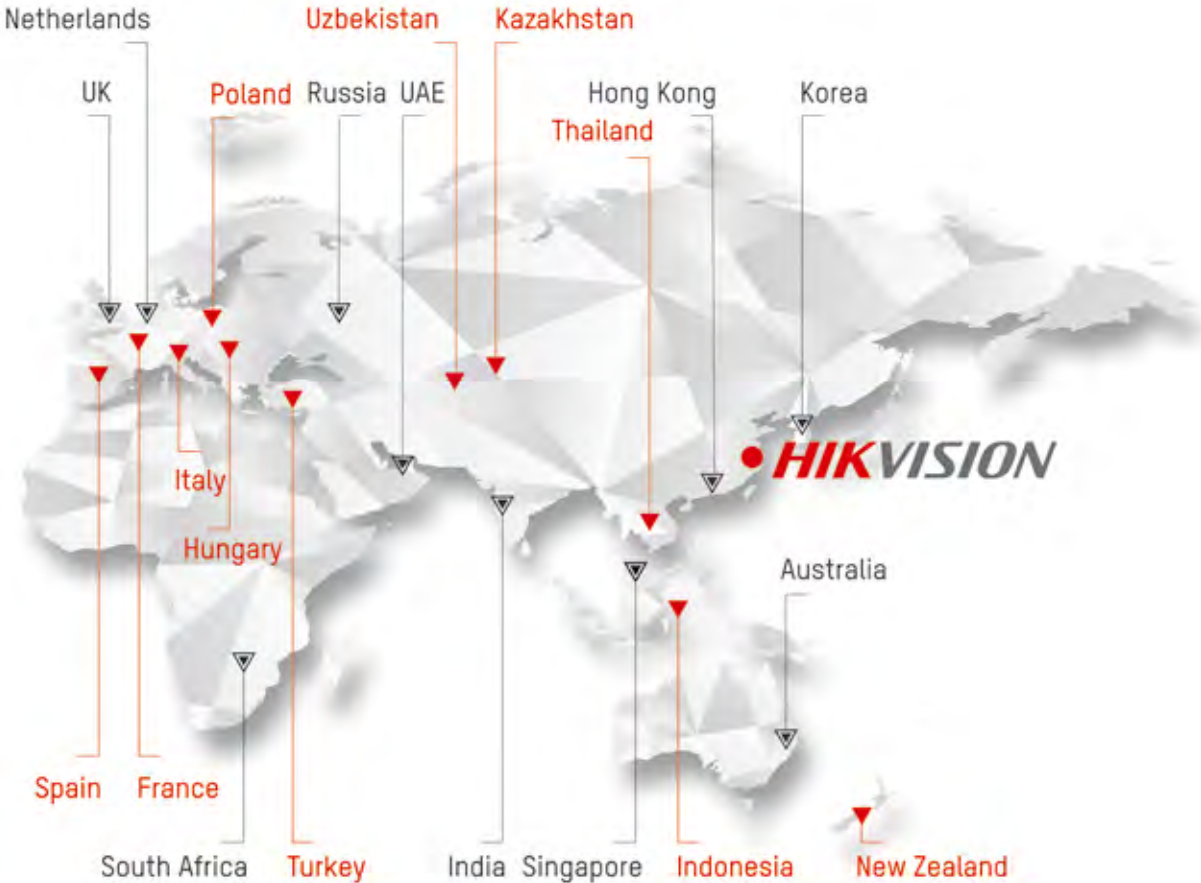 Netherlands
Uzbekistan
Kazakhstan
UK
Poland
Russia
UAE
Hong Kong
Korea
Thailand
HIKVISION
Italy
Hungary
Australia
Spain
France
South Africa
Turkey
India
Singapore
Indonesia
New Zealand